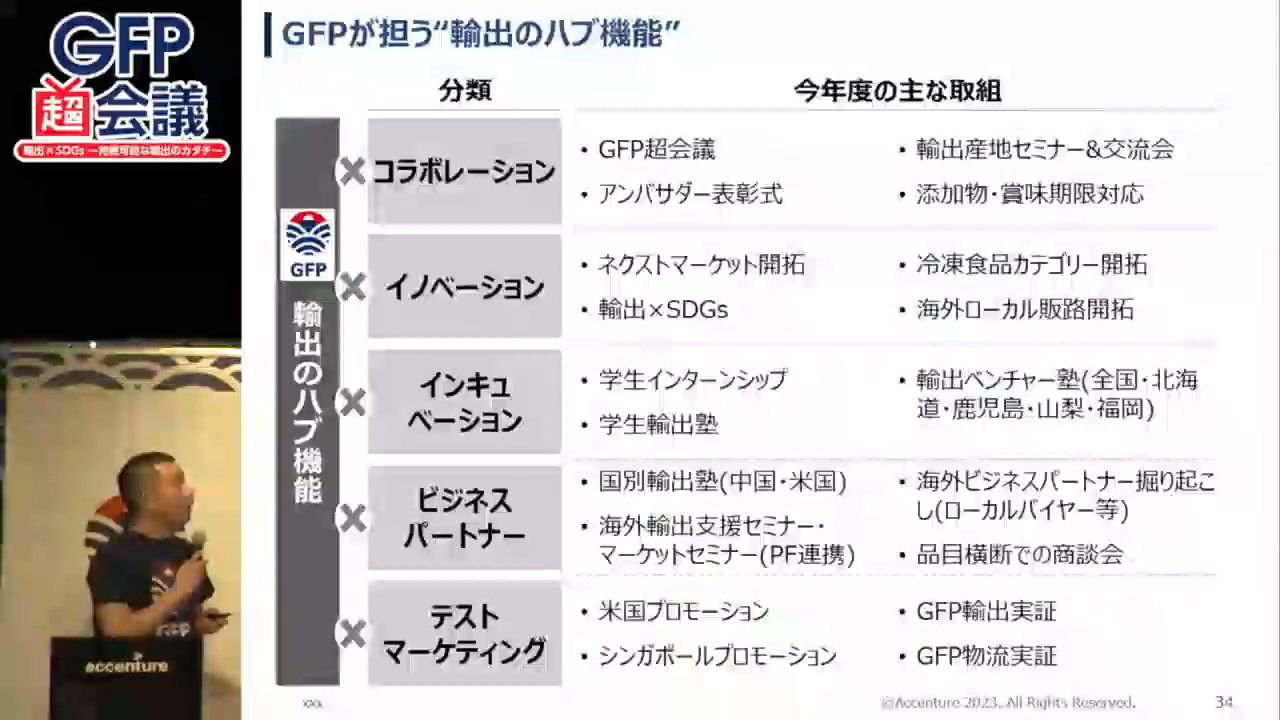 GFP
超会議
輸出×SDGs ー持続可能な輸出のカタチー
GFPが担う“輸出のハブ機能”
分類
今年度の主な取組
GFP
輸出のハブ機能
×
コラボレーション
・GFP超会議
・アンバサダー表彰式
・輸出産地セミナー&交流会
・添加物・賞味期限対応
×
イノベーション
・ネクストマーケット開拓
・輸出×SDGs
・冷凍食品カテゴリー開拓
・海外ローカル販路開拓
×
インキュ
ベーション
・学生インターンシップ
・学生輸出塾
・輸出ベンチャー塾(全国・北海
道・鹿児島・山梨・福岡)
×
ビジネス
パートナー
・国別輸出塾(中国・米国)
・海外輸出支援セミナー・
マーケットセミナー(PF連携)
・海外ビジネスパートナー掘り起こ
し(ローカルバイヤー等)
・品目横断での商談会
×
テスト
マーケティング
・米国プロモーション
・シンガポールプロモーション
・GFP輸出実証
・GFP物流実証
GFP
accenture
xxx.
©Accenture 2023. All Rights Reserved.
34